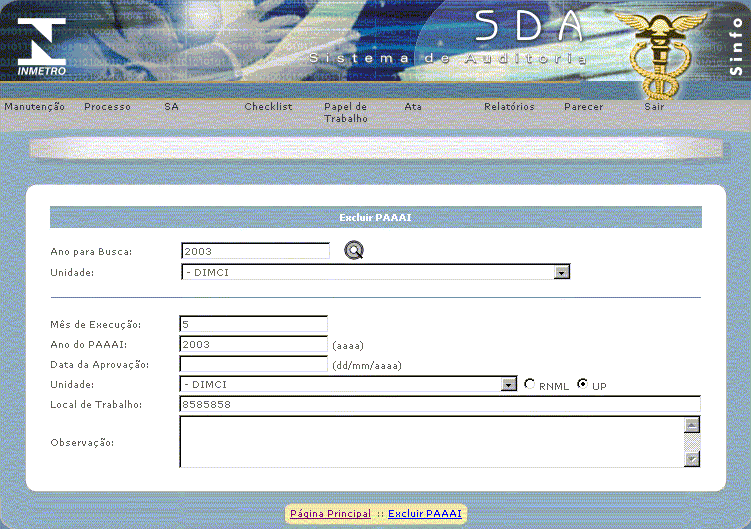 SDA
Sistema de Auditoria
INMETRO
Sinfo
Manutenção Processo SA Checklist Papel de Trabalho Ata Relatórios Parecer Sair
Excluir PAAAI
Ano para Busca: 2003
Unidade: - DIMCI
Mês de Execução: 5
Ano do PAAAI: 2003 (aaaa)
Data da Aprovação: (dd/mm/aaaa)
Unidade: - DIMCI RNML UP
Local de Trabalho: 8585858
Observação:
Página Principal :: Excluir PAAAI